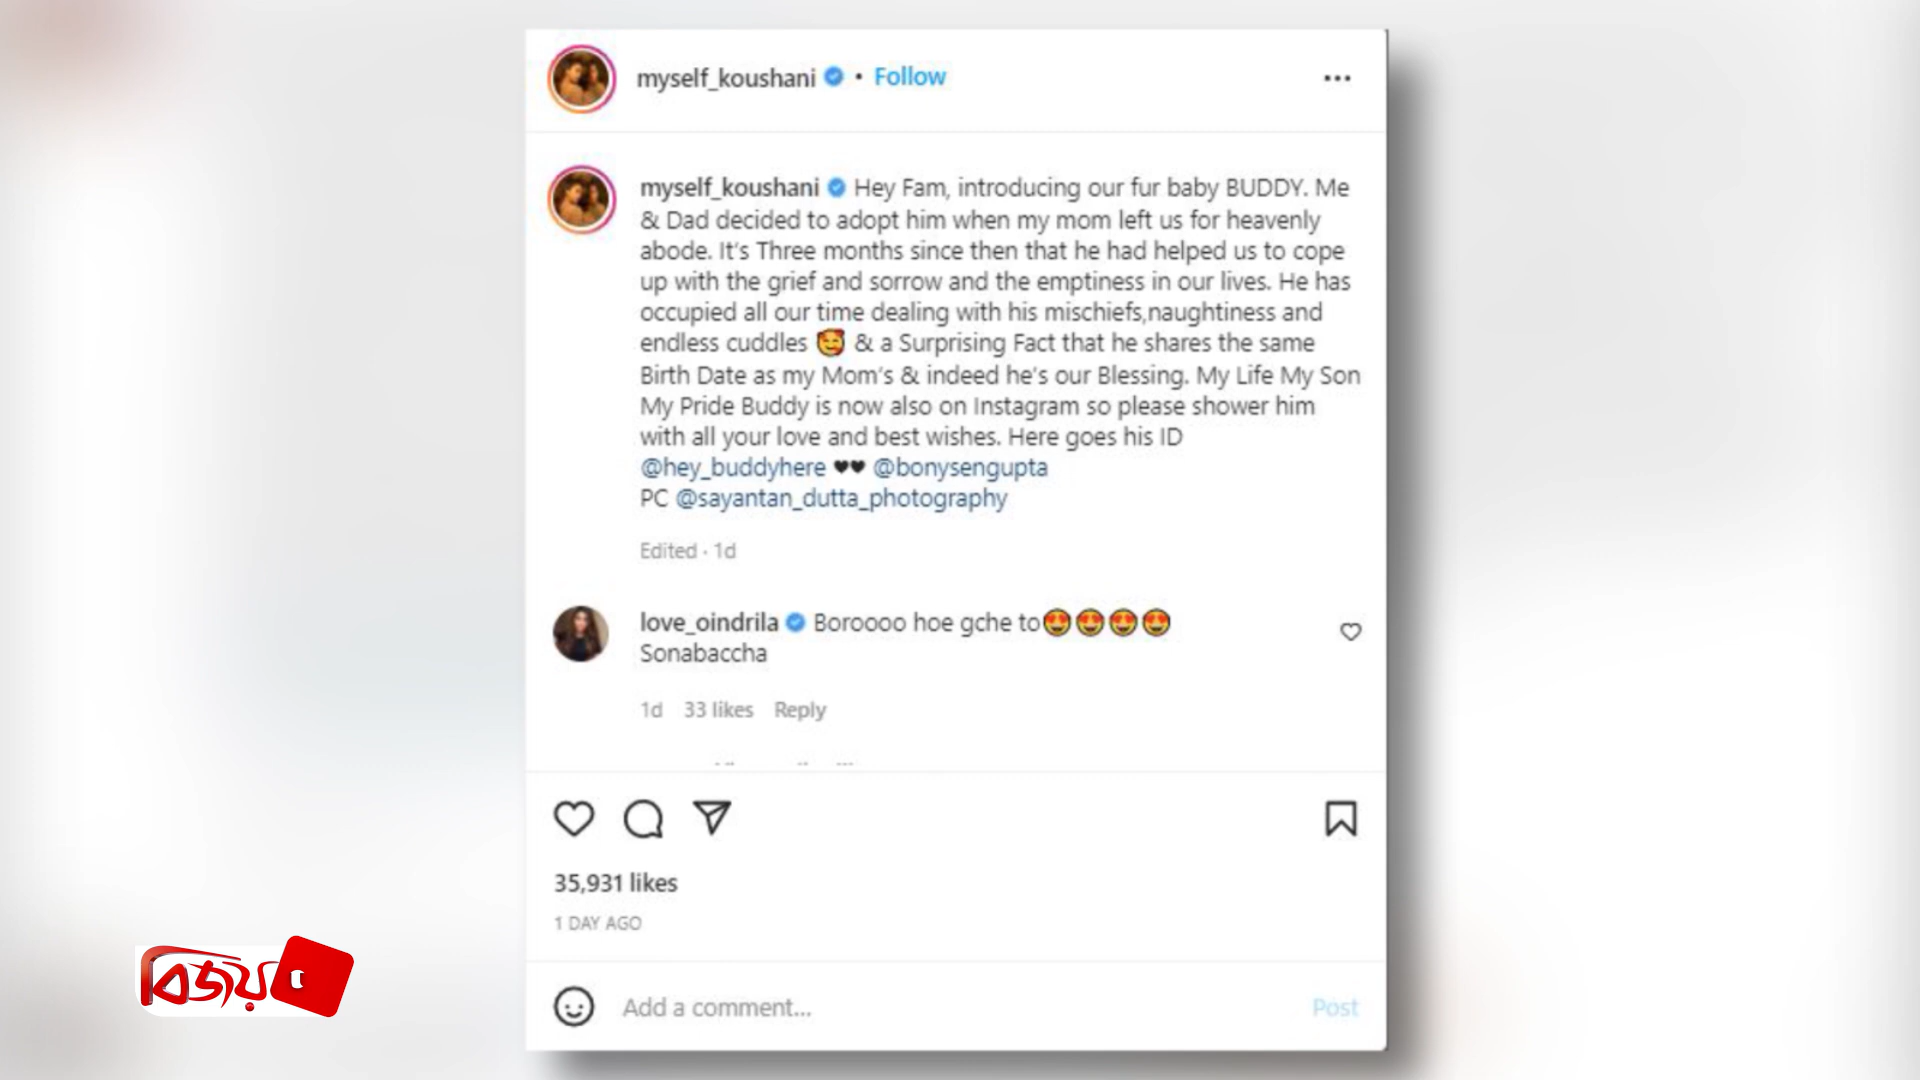 myself_koushani • Follow
myself_koushani Hey Fam, introducing our fur baby BUDDY. Me
& Dad decided to adopt him when my mom left us for heavenly
abode. It's Three months since then that he had helped us to cope
up with the grief and sorrow and the emptiness in our lives. He has
occupied all our time dealing with his mischiefs,naughtiness and
endless cuddles 🥰 & a Surprising Fact that he shares the same
Birth Date as my Mom's & indeed he's our Blessing. My Life My Son
My Pride Buddy is now also on Instagram so please shower him
with all your love and best wishes. Here goes his ID
@hey_buddyhere 🖤🖤 @bonysengupta
PC @sayantan_dutta_photography
Edited · 1d
love_oindrila Boroooo hoe gche to😍😍😍😍
Sonabaccha
1d 33 likes Reply
35,931 likes
1 DAY AGO
Add a comment... Post
বিজয়